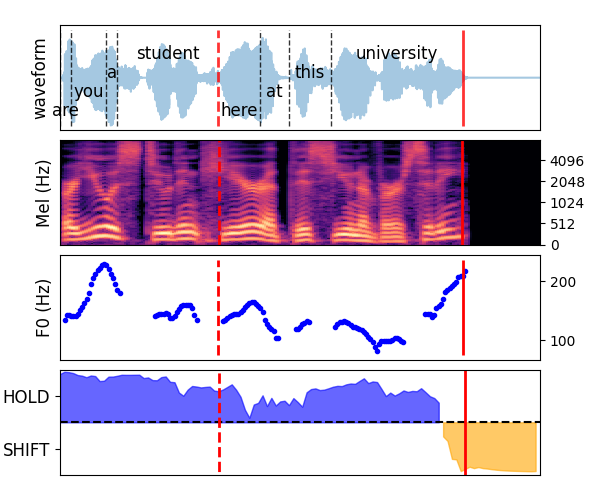 waveform
are you a student here at this university
Mel (Hz)
4096
2048
1024
512
0
F0 (Hz)
200
100
HOLD
SHIFT